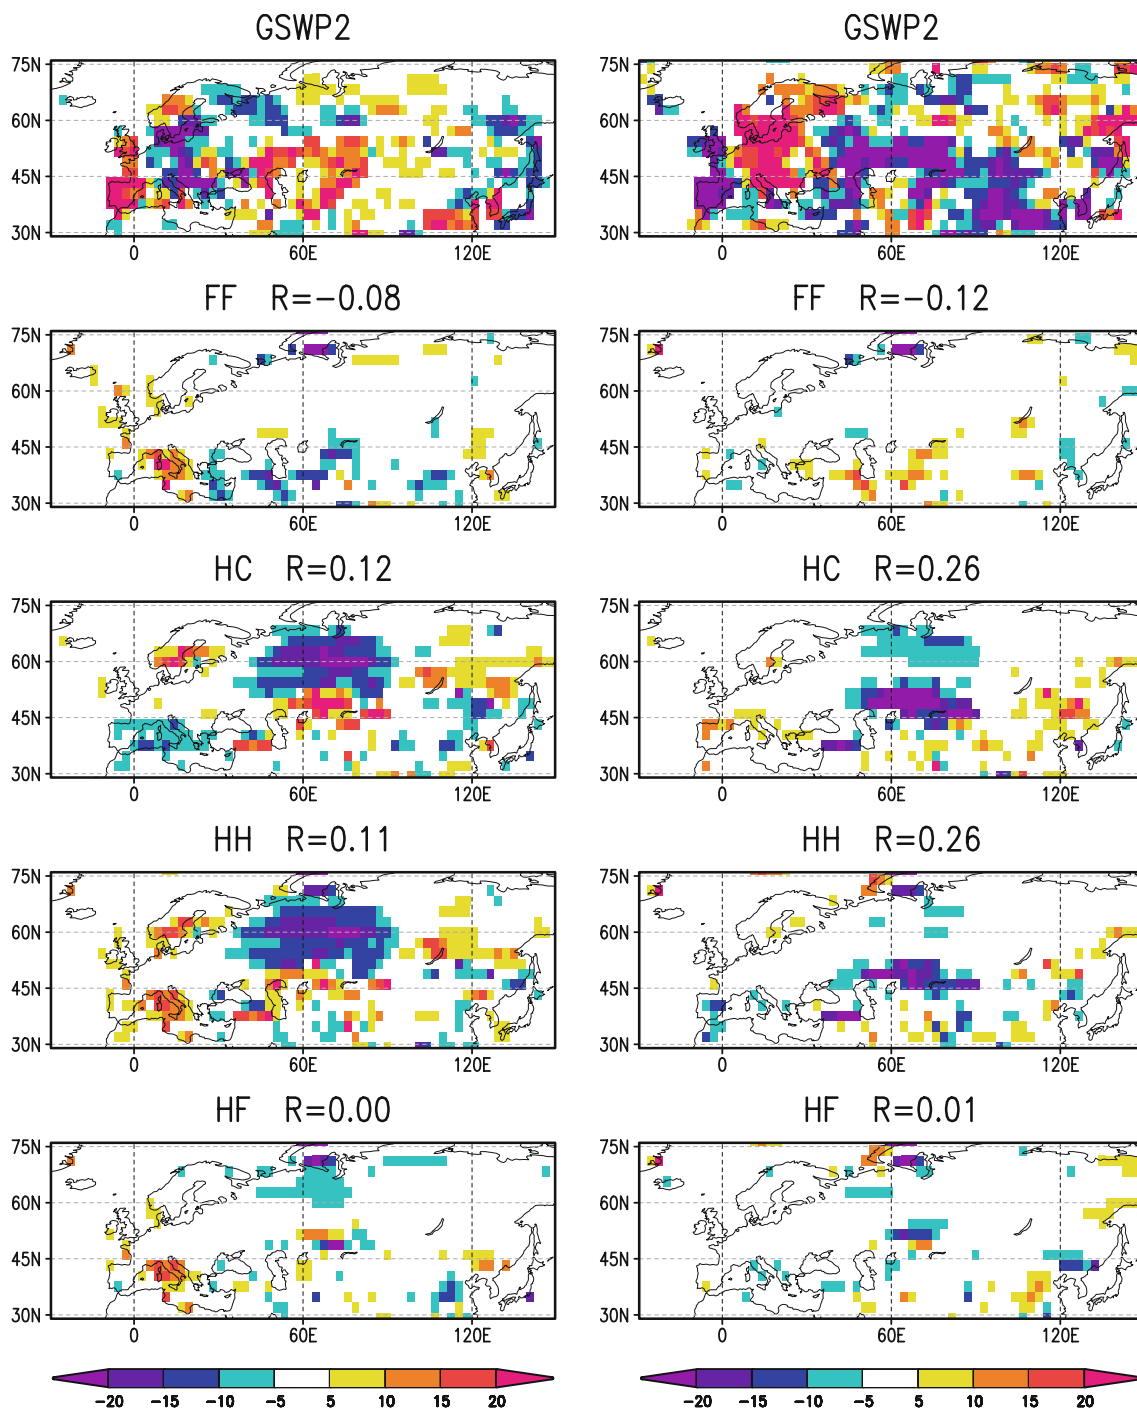 GSWP2 GSWP2
75N 75N
60N 60N
45N 45N
30N 30N
0 60E 120E 0 60E 120E
FF R=−0.08 FF R=−0.12
75N 75N
60N 60N
45N 45N
30N 30N
0 60E 120E 0 60E 120E
HC R=0.12 HC R=0.26
75N 75N
60N 60N
45N 45N
30N 30N
0 60E 120E 0 60E 120E
HH R=0.11 HH R=0.26
75N 75N
60N 60N
45N 45N
30N 30N
0 60E 120E 0 60E 120E
HF R=0.00 HF R=0.01
75N 75N
60N 60N
45N 45N
30N 30N
0 60E 120E 0 60E 120E
−20 −15 −10 −5 5 10 15 20 −20 −15 −10 −5 5 10 15 20